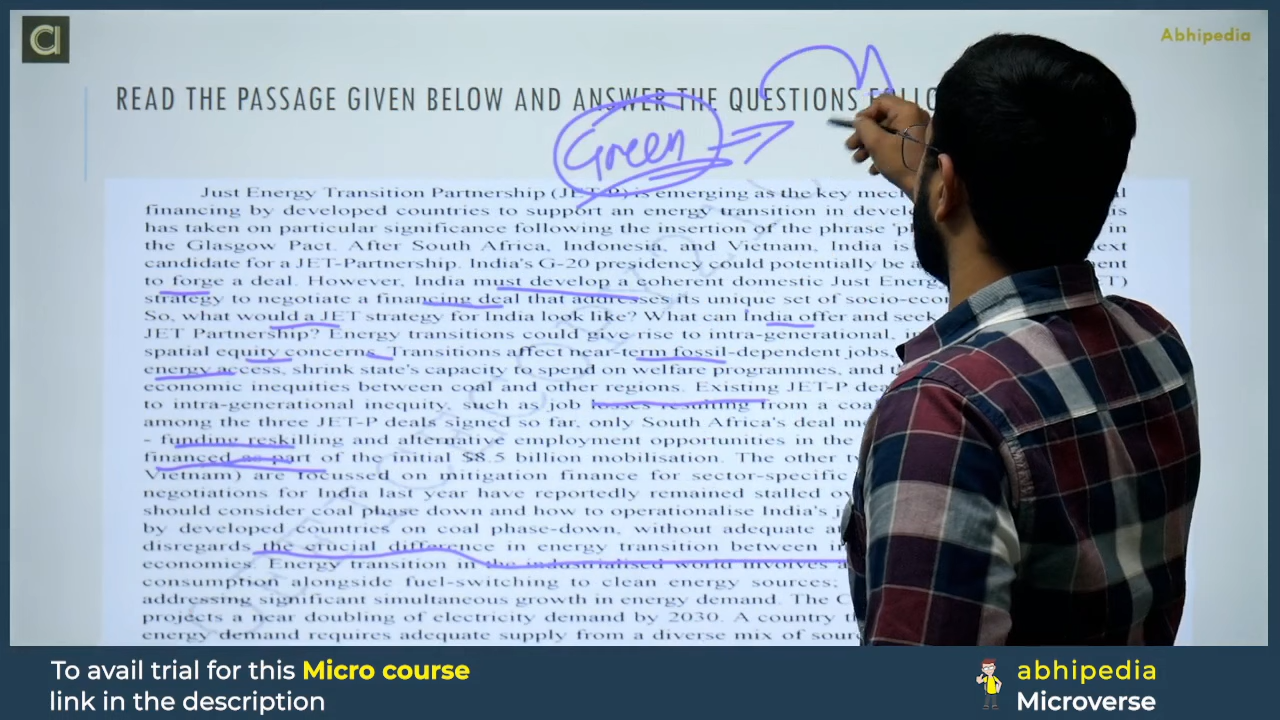 Abhipedia
READ THE PASSAGE GIVEN BELOW AND ANSWER THE QUESTIONS
Green
Just Energy Transition Partnership (JET-P) is emerging as the key
financing by developed countries to support an energy transition in
has taken on particular significance following the insertion of the phrase in
the Glasgow Pact. After South Africa, Indonesia, and Vietnam, India is
candidate for a JET-Partnership. India's G-20 presidency could potentially be
to forge a deal. However, India must develop a coherent domestic Just
strategy to negotiate a financing deal that addresses its unique set of
So, what would a JET strategy for India look like? What can India offer and seek
JET Partnership? Energy transitions could give rise to intra-generational,
spatial equity concerns. Transitions affect near-term fossil-dependent jobs,
energy access, shrink state's capacity to spend on welfare programmes, and
economic inequities between coal and other regions. Existing JET-P
to intra-generational inequity, such as job losses resulting from a
among the three JET-P deals signed so far, only South Africa's deal
- funding reskilling and alternative employment opportunities in the
financed as part of the initial $8.5 billion mobilisation. The other
Vietnam) are focussed on mitigation finance for sector-specific
negotiations for India last year have reportedly remained stalled
should consider coal phase down and how to operationalise India's
by developed countries on coal phase-down, without adequate
disregards the crucial difference in energy transition between
economies. Energy transition in the industrialised world involves
consumption alongside fuel-switching to clean energy sources;
addressing significant simultaneous growth in energy demand. The
projects a near doubling of electricity demand by 2030. A country
energy demand requires adequate supply from a diverse mix of
To avail trial for this Micro course
link in the description
abhipedia
Microverse